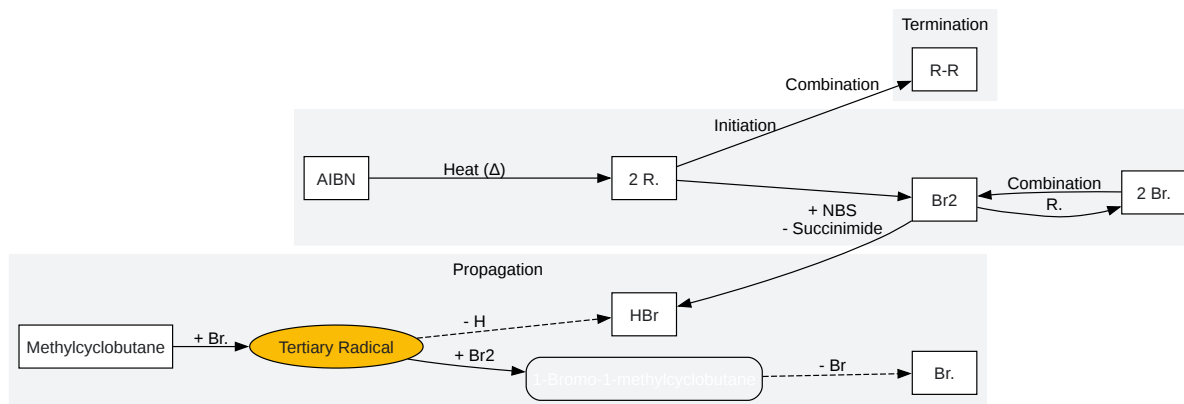 Termination
R-R
Combination
Initiation
AIBN
Heat (Δ)
2 R.
Br2
Combination
R.
2 Br.
+ NBS
- Succinimide
Propagation
Methylcyclobutane
+ Br.
Tertiary Radical
- H
HBr
+ Br2
1-Bromo-1-methylcyclobutane
- Br
Br.